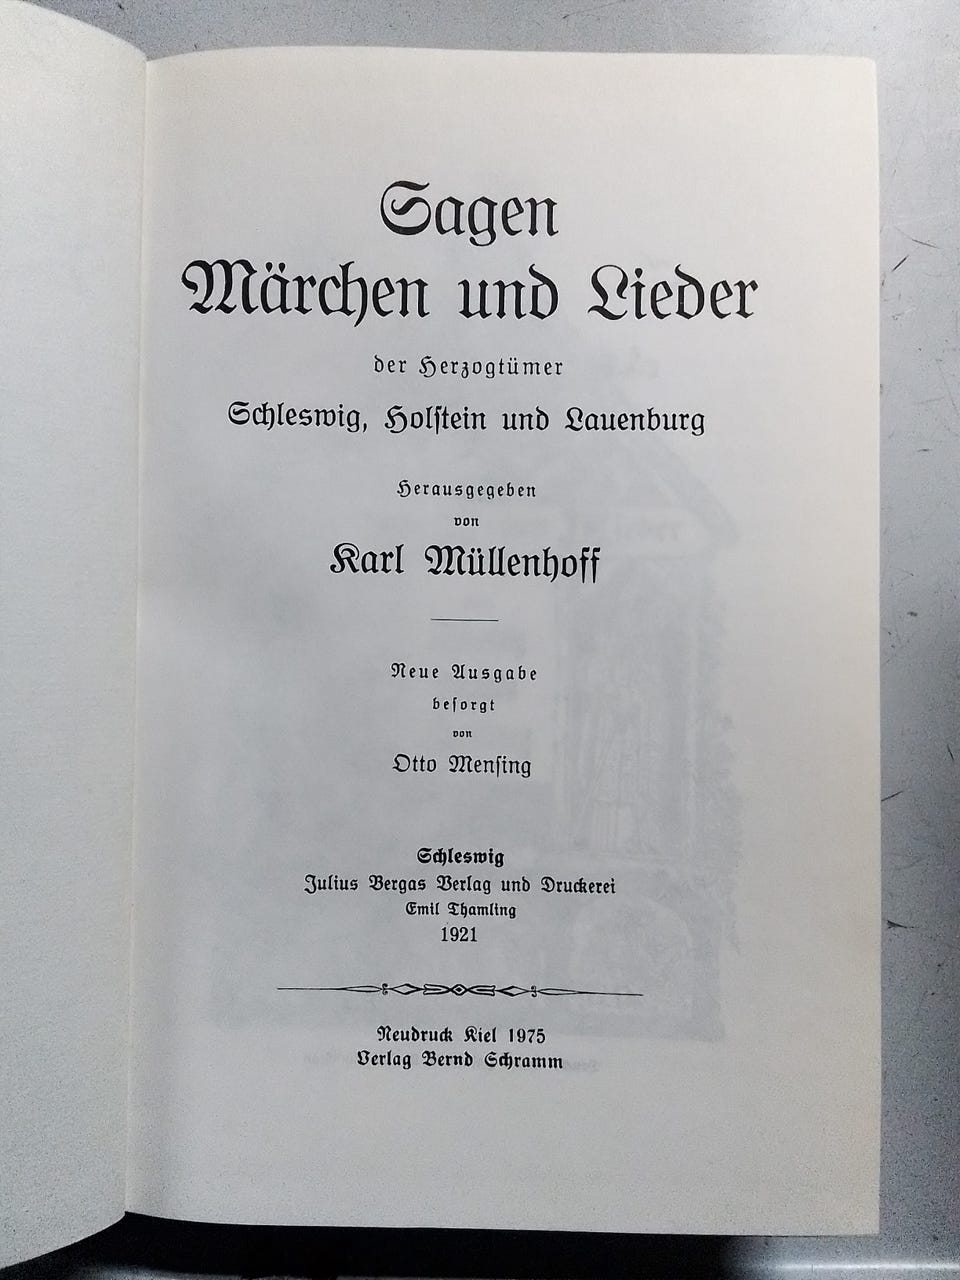 Sagen
Märchen und Lieder
der Herzogtümer
Schleswig, Holſtein und Lauenburg
Herausgegeben
von
Karl Müllenhoff
Neue Ausgabe
beſorgt
von
Otto Menſing
Schleswig
Julius Bergas Verlag und Druckerei
Emil Thamling
1921
Neudruck Kiel 1975
Verlag Bernd Schramm